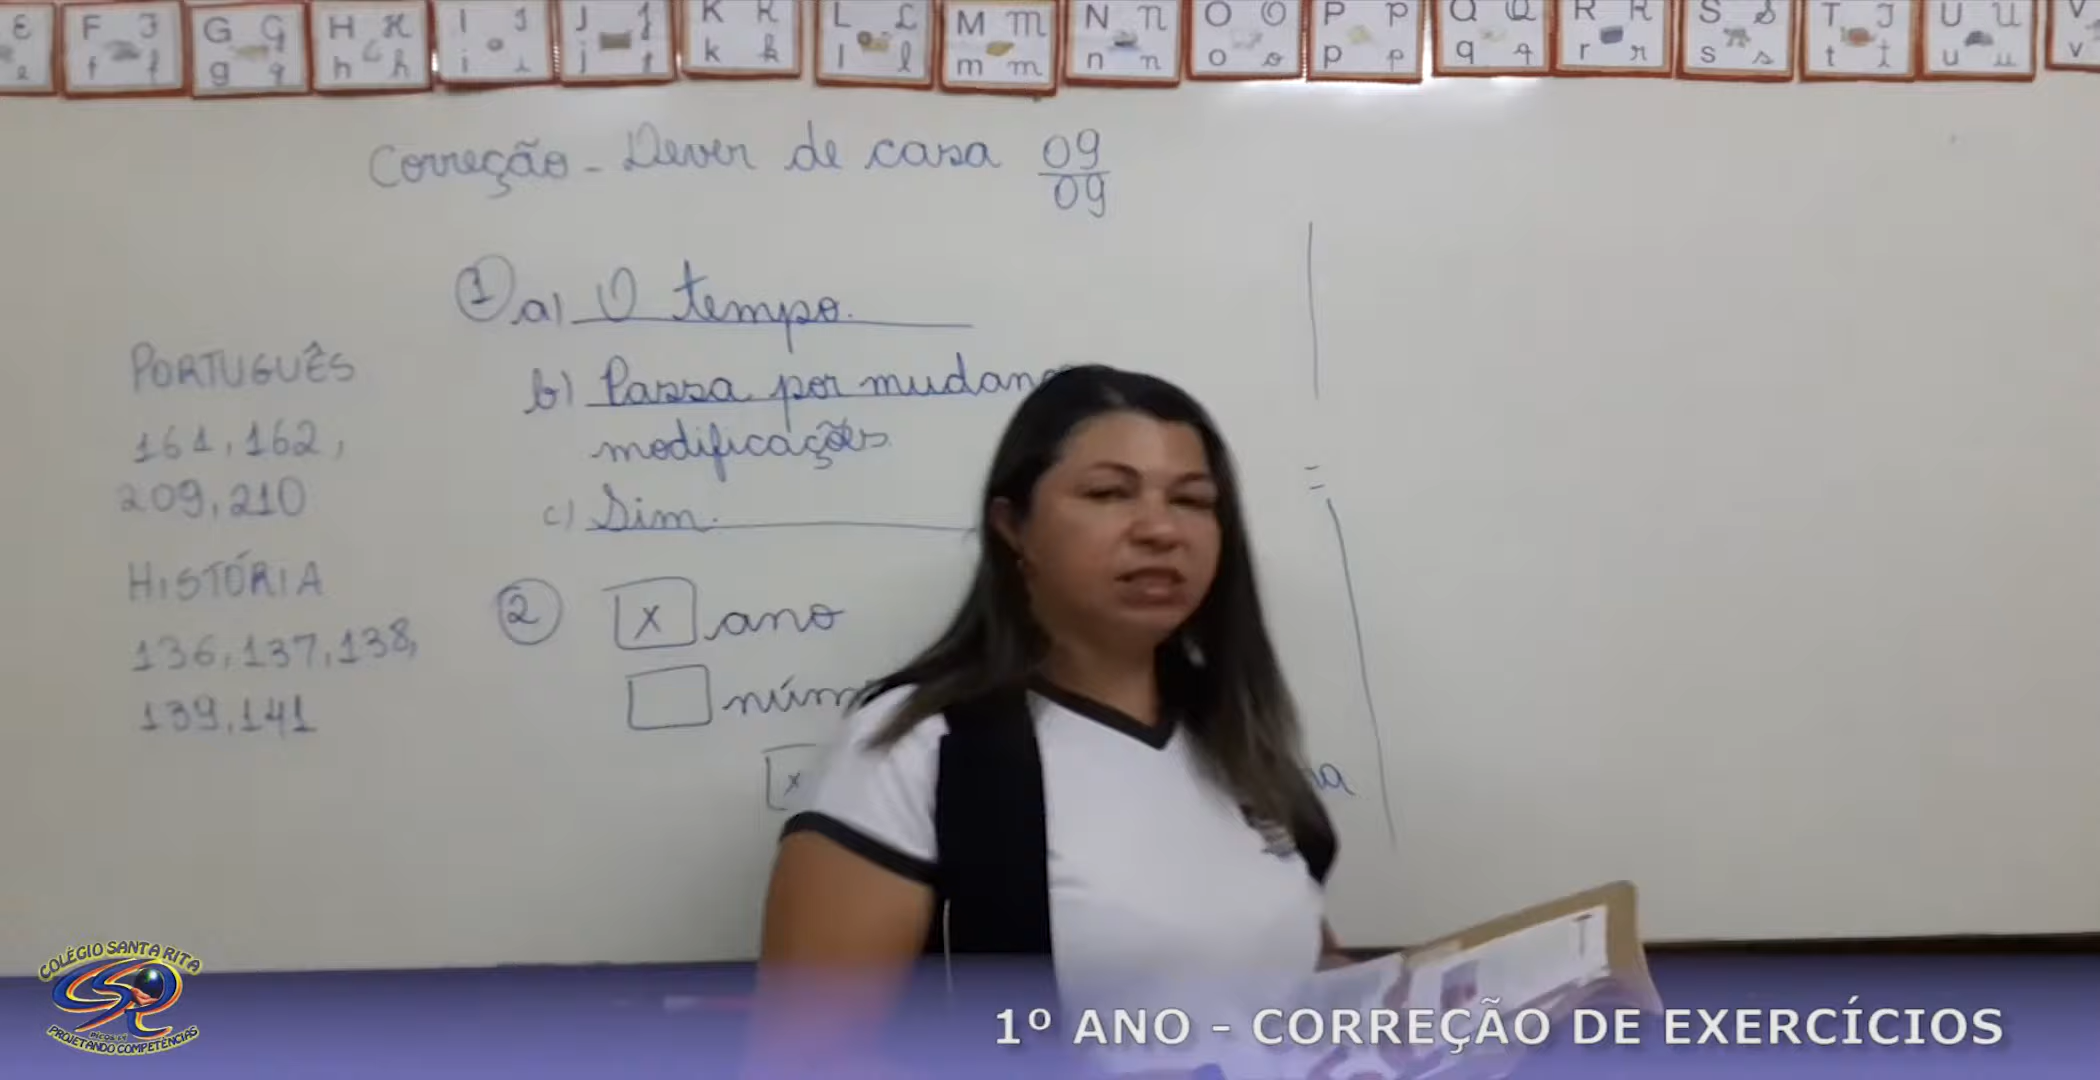 E
F F f f
G G g g
H H h h
I I i i
J J j j
K K k k
L L l l
M M m m
N N n n
O O o o
P P p p
Q Q q q
R R r r
S S s s
T T t t
U U u u
V v
Correção - Dever de casa 09/09
1 a) O tempo.
b) Passa por
modificações.
c) Sim.
2 x ano
x
PORTUGUÊS
161, 162,
209, 210
HISTÓRIA
136, 137, 138,
139, 141
COLÉGIO SANTA RITA
PROJETANDO COMPETÊNCIAS
1º ANO - CORREÇÃO DE EXERCÍCIOS